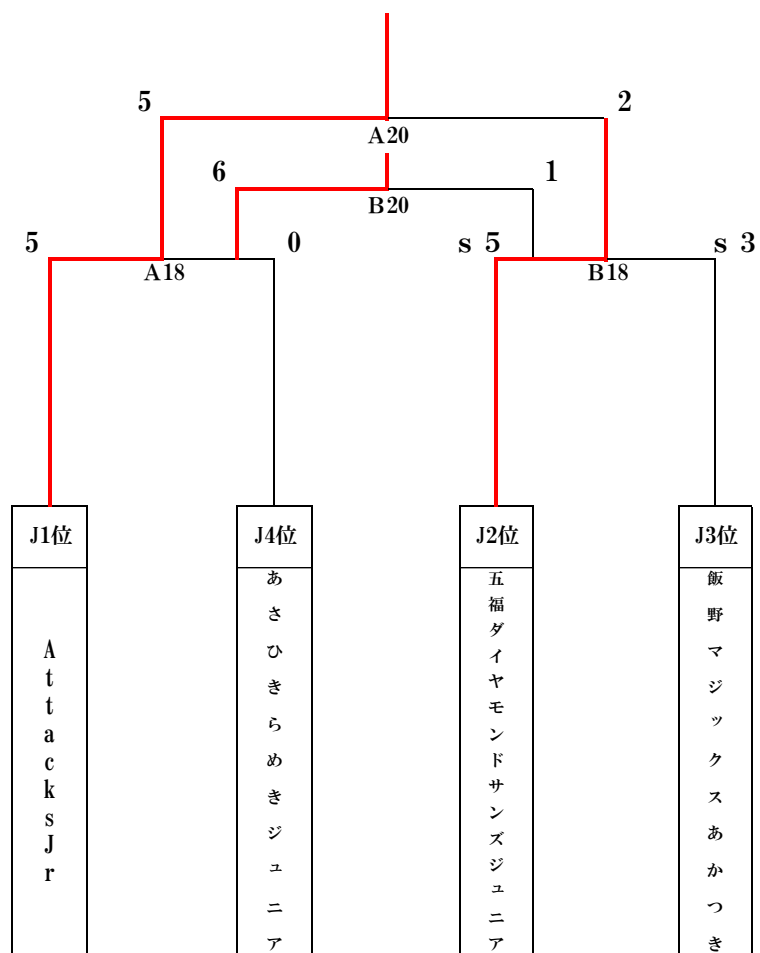 5
2
A20
6
1
B20
5
0
s 5
s 3
A18
B18
J1位
J4位
J2位
J3位
AttacksJr
あさひきらめきジュニア
五福ダイヤモンドサンズジュニア
飯野マジックスあかつき